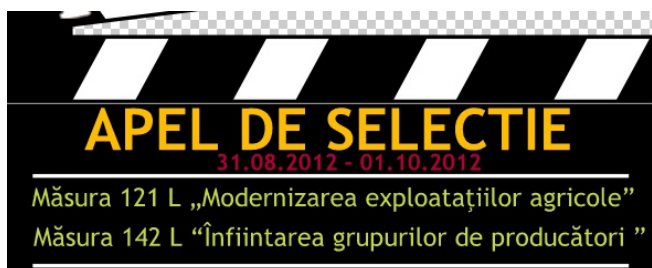 APEL DE SELECTIE
31.08.2012 - 01.10.2012
Măsura 121 L „Modernizarea exploatațiilor agricole”
Măsura 142 L “Înfiintarea grupurilor de producători ”